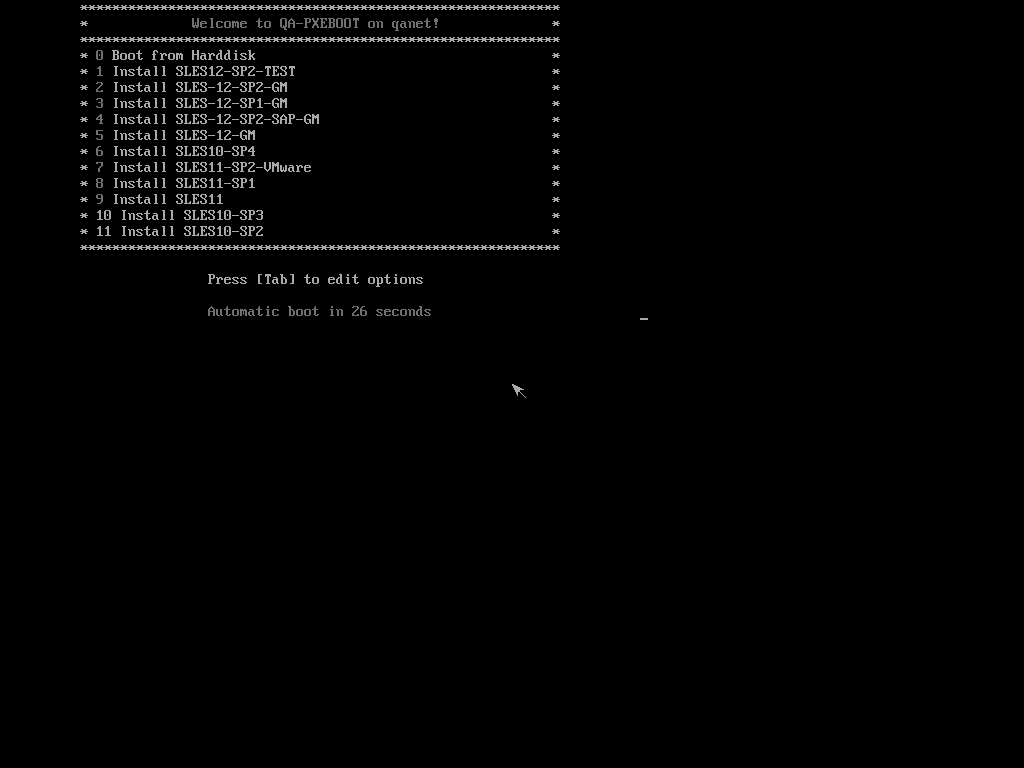 ************************************************************
* Welcome to QA-PXEBOOT on qanet! *
************************************************************
* 0 Boot from Harddisk *
* 1 Install SLES12-SP2-TEST *
* 2 Install SLES-12-SP2-GM *
* 3 Install SLES-12-SP1-GM *
* 4 Install SLES-12-SP2-SAP-GM *
* 5 Install SLES-12-GM *
* 6 Install SLES10-SP4 *
* 7 Install SLES11-SP2-VMware *
* 8 Install SLES11-SP1 *
* 9 Install SLES11 *
* 10 Install SLES10-SP3 *
* 11 Install SLES10-SP2 *
************************************************************
Press [Tab] to edit options
Automatic boot in 26 seconds
_